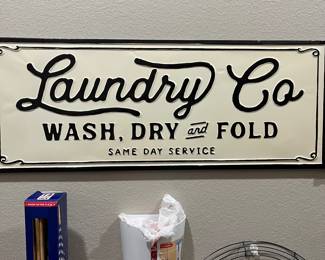 Laundry Co
WASH, DRY and FOLD
SAME DAY SERVICE